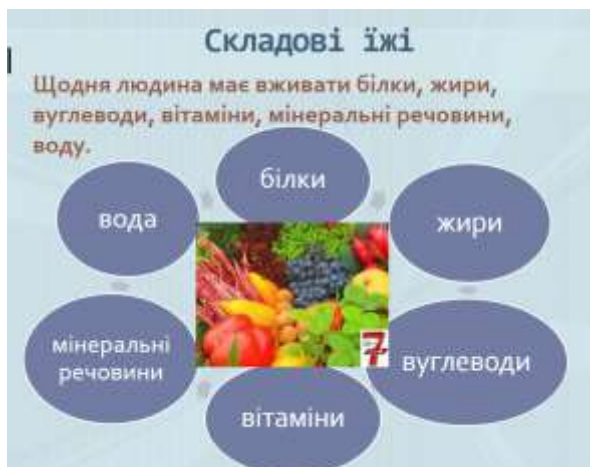 Складові їжі
Щодня людина має вживати білки, жири,
вуглеводи, вітаміни, мінеральні речовини,
воду.
білки
жири
вуглеводи
вітаміни
мінеральні
речовини
вода
7